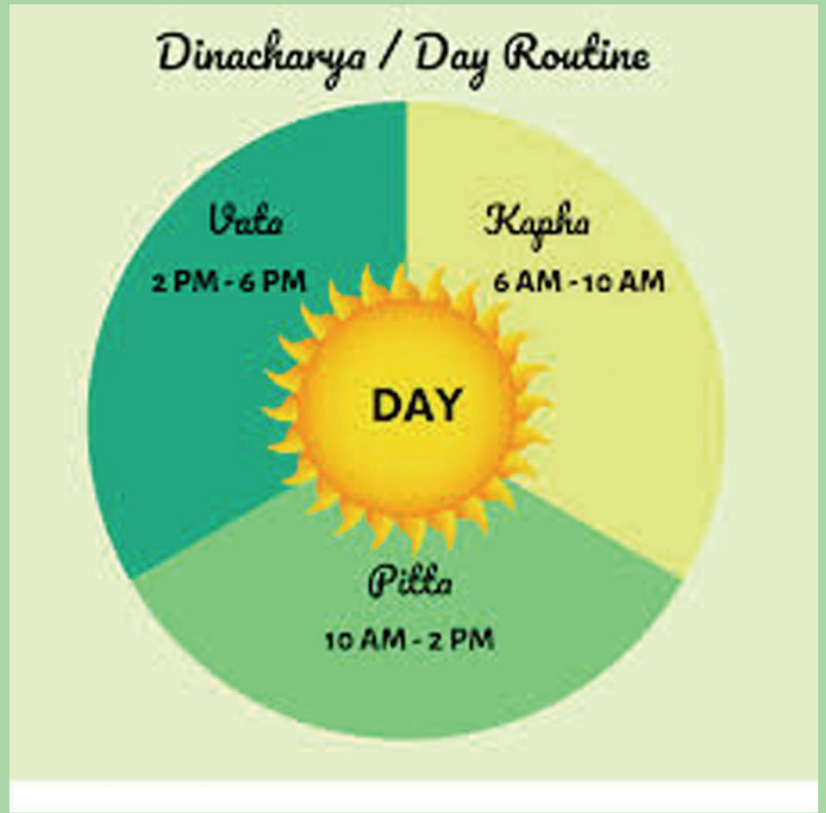 Dinacharya / Day Routine
Vata
2 PM - 6 PM
Kapha
6 AM - 10 AM
DAY
Pitta
10 AM - 2 PM